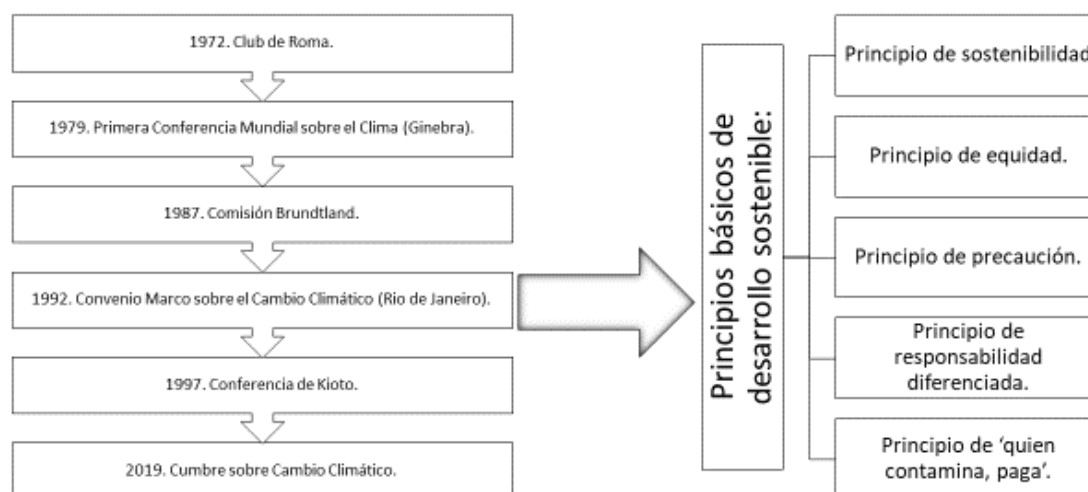 1972. Club de Roma.
1979. Primera Conferencia Mundial sobre el Clima (Ginebra).
1987. Comisión Brundtland.
1992. Convenio Marco sobre el Cambio Climático (Rio de Janeiro).
1997. Conferencia de Kioto.
2019. Cumbre sobre Cambio Climático.
Principios básicos de
desarrollo sostenible:
Principio de sostenibilidad
Principio de equidad.
Principio de precaución.
Principio de
responsabilidad
diferenciada.
Principio de ‘quien
contamina, paga’.